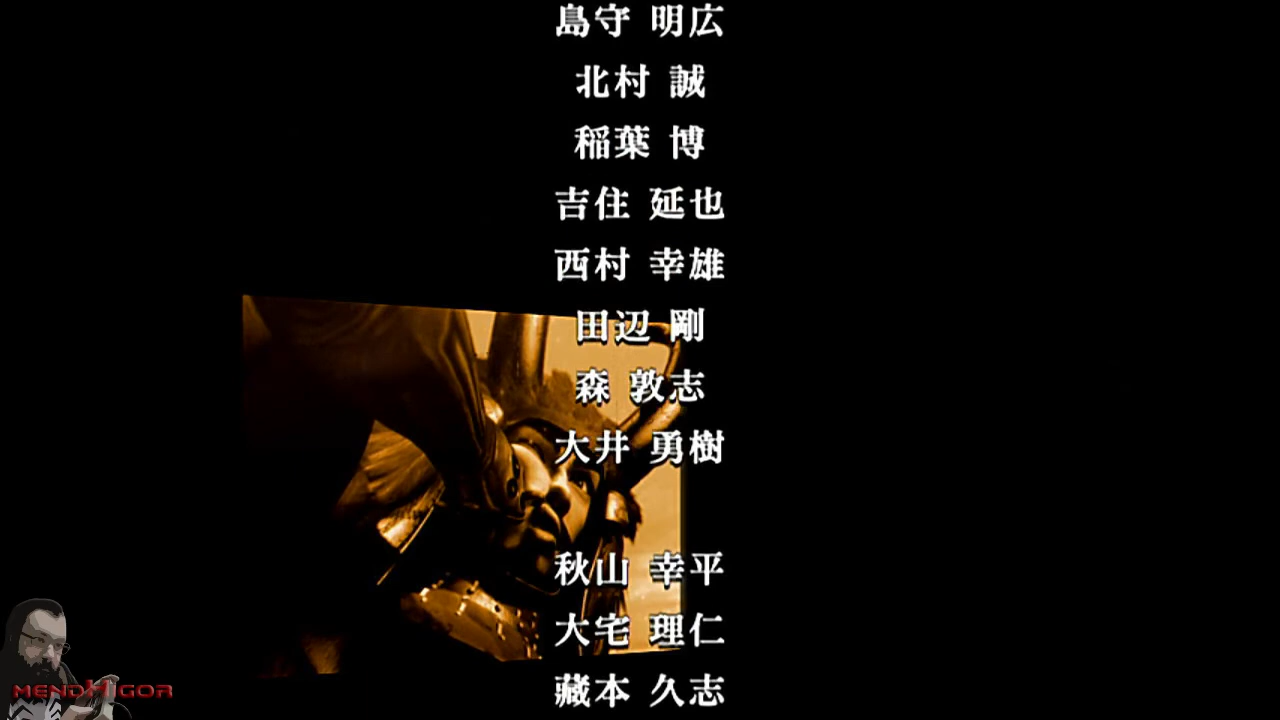 島守 明広
北村 誠
稲葉 博
吉住 延也
西村 幸雄
田辺 剛
森 敦志
大井 勇樹
秋山 幸平
大宅 理仁
藏本 久志
MENDHIGOR